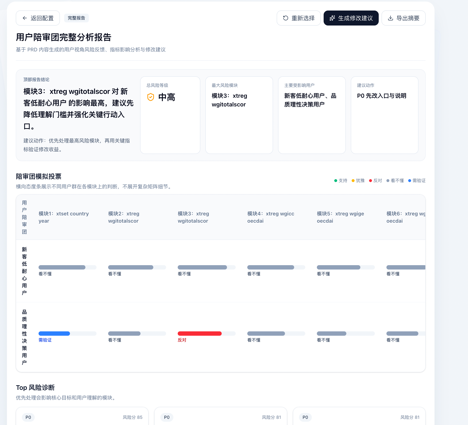 返回配置 完整报告 重新选择 生成修改建议 导出摘要
用户陪审团完整分析报告
基于 PRD 内容生成的用户视角风险反馈、指标影响分析与修改建议
顶部报告结论
模块3：xtreg wgitotalscor 对 新
客低耐心用户 的影响最高，建议先
降低理解门槛并强化关键行动入
口。
建议动作：优先处理最高风险模块，再用关键指
标验证修改收益。
总风险等级
中高
最大风险模块
模块3：xtreg
wgitotalscor
主要受影响用户
新客低耐心用户、品
质理性决策用户
建议动作
P0 先改入口与说明
陪审团模拟投票
横向态度条展示不同用户群在各模块上的判断，不展开复杂矩阵细节。
支持 犹豫 反对 看不懂 需验证
用户陪审团
模块1：xtset country
year
模块2：xtreg
wgitotalscor
模块3：xtreg
wgitotalscor
模块4：xtreg wgicc
oecdai
模块5：xtreg wgige
oecdai
模块6：xtreg
oecdai
新客低耐心用户
看不懂 看不懂 看不懂 看不懂 看不懂 看不懂
品质理性决策用户
需验证 看不懂 反对 看不懂 看不懂 看不懂
Top 风险诊断
优先处理会影响核心目标和用户理解的模块。
P0 风险分 85 P0 风险分 81 P0 风险分 81